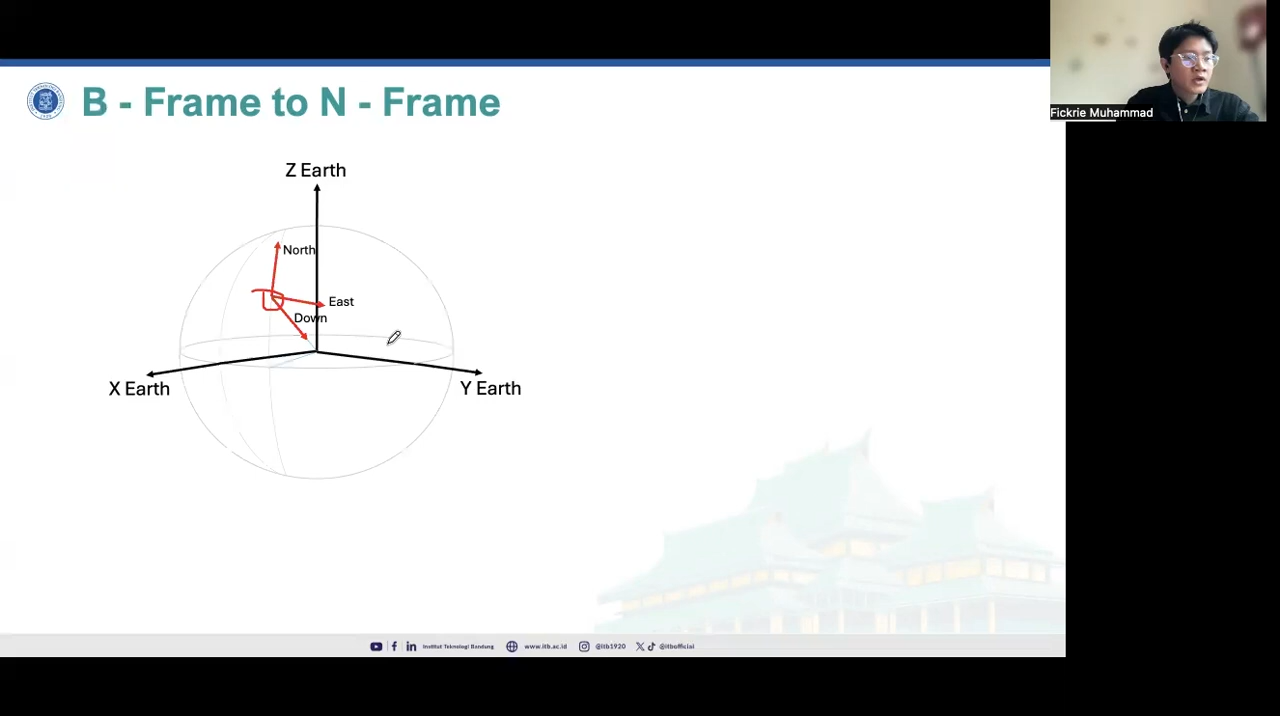 B - Frame to N - Frame
Fickrie Muhammad
Z Earth
North
East
Down
X Earth
Y Earth
Institut Teknologi Bandung
www.itb.ac.id
@itb1920
@itbofficial